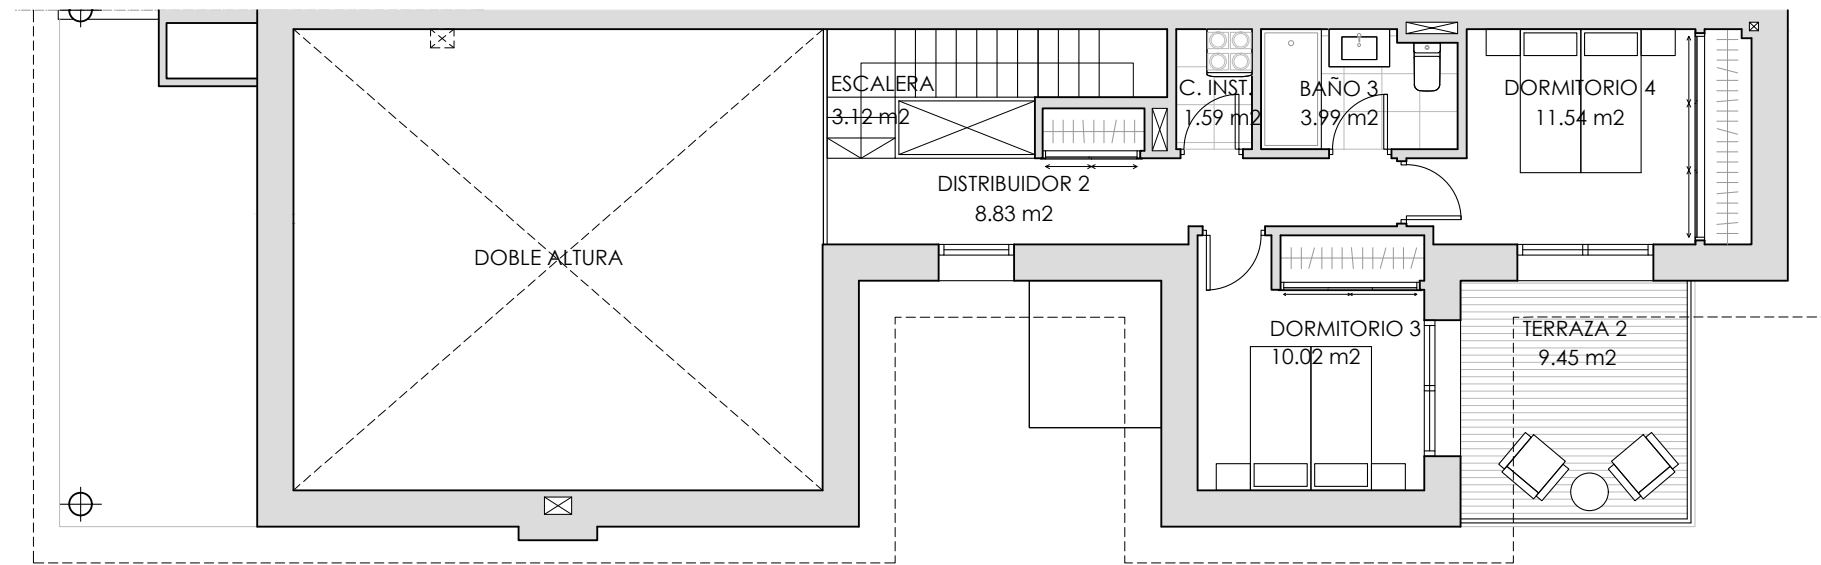 ESCALERA
3.12 m2
C. INST.
1.59 m2
BAÑO 3
3.99 m2
DORMITORIO 4
11.54 m2
DISTRIBUIDOR 2
8.83 m2
DOBLE ALTURA
DORMITORIO 3
10.02 m2
TERRAZA 2
9.45 m2